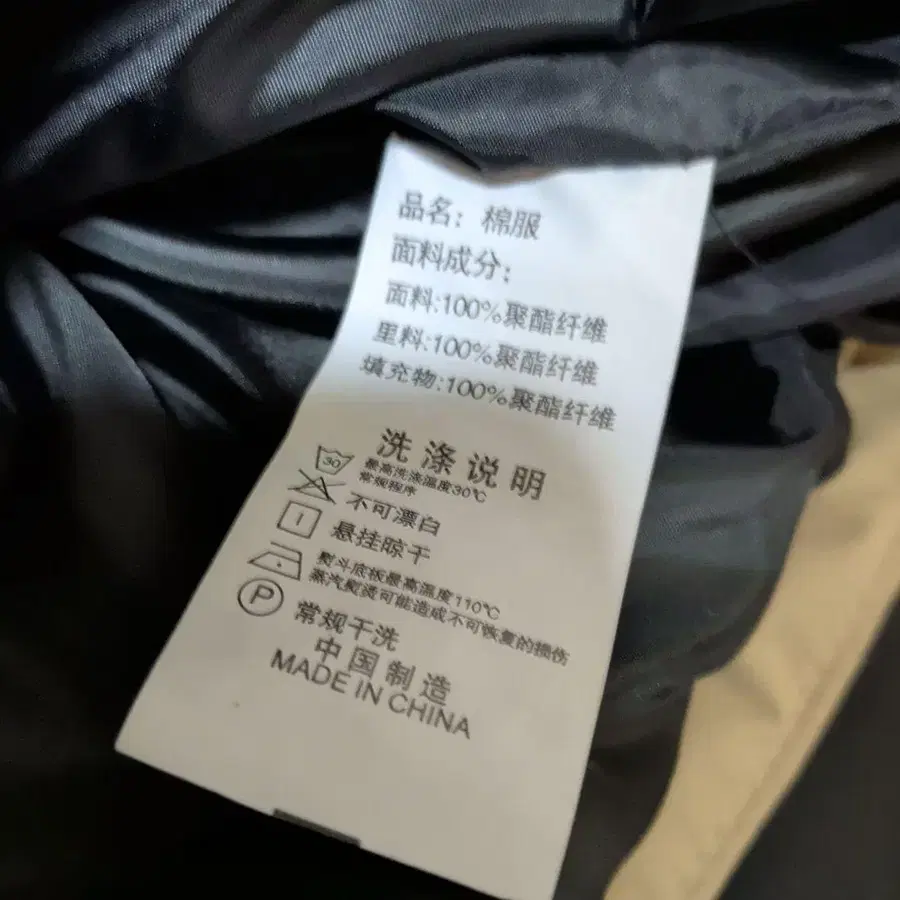 品名：棉服
面料成分：
面料:100%聚酯纤维
里料:100%聚酯纤维
填充物:100%聚酯纤维
洗涤说明
30
最高洗涤温度30℃
常规程序
不可漂白
悬挂晾干
熨斗底板最高温度110℃
蒸汽熨烫可能造成不可恢复的损伤
P
常规干洗
中国制造
MADE IN CHINA